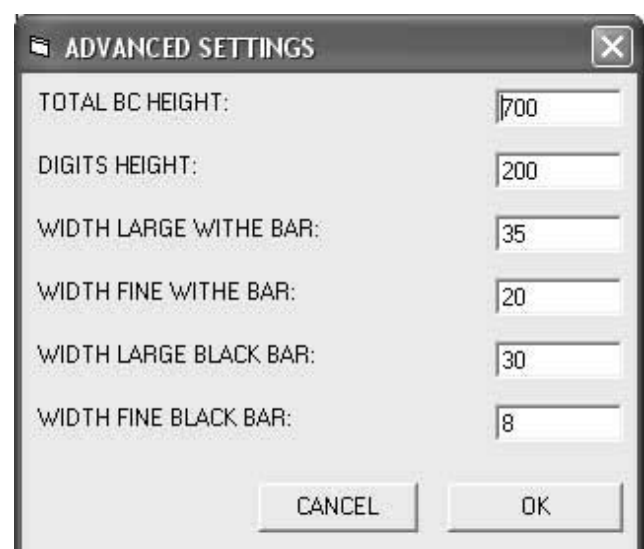 ADVANCED SETTINGS
TOTAL BC HEIGHT: 700
DIGITS HEIGHT: 200
WIDTH LARGE WITHE BAR: 35
WIDTH FINE WITHE BAR: 20
WIDTH LARGE BLACK BAR: 30
WIDTH FINE BLACK BAR: 8
CANCEL OK